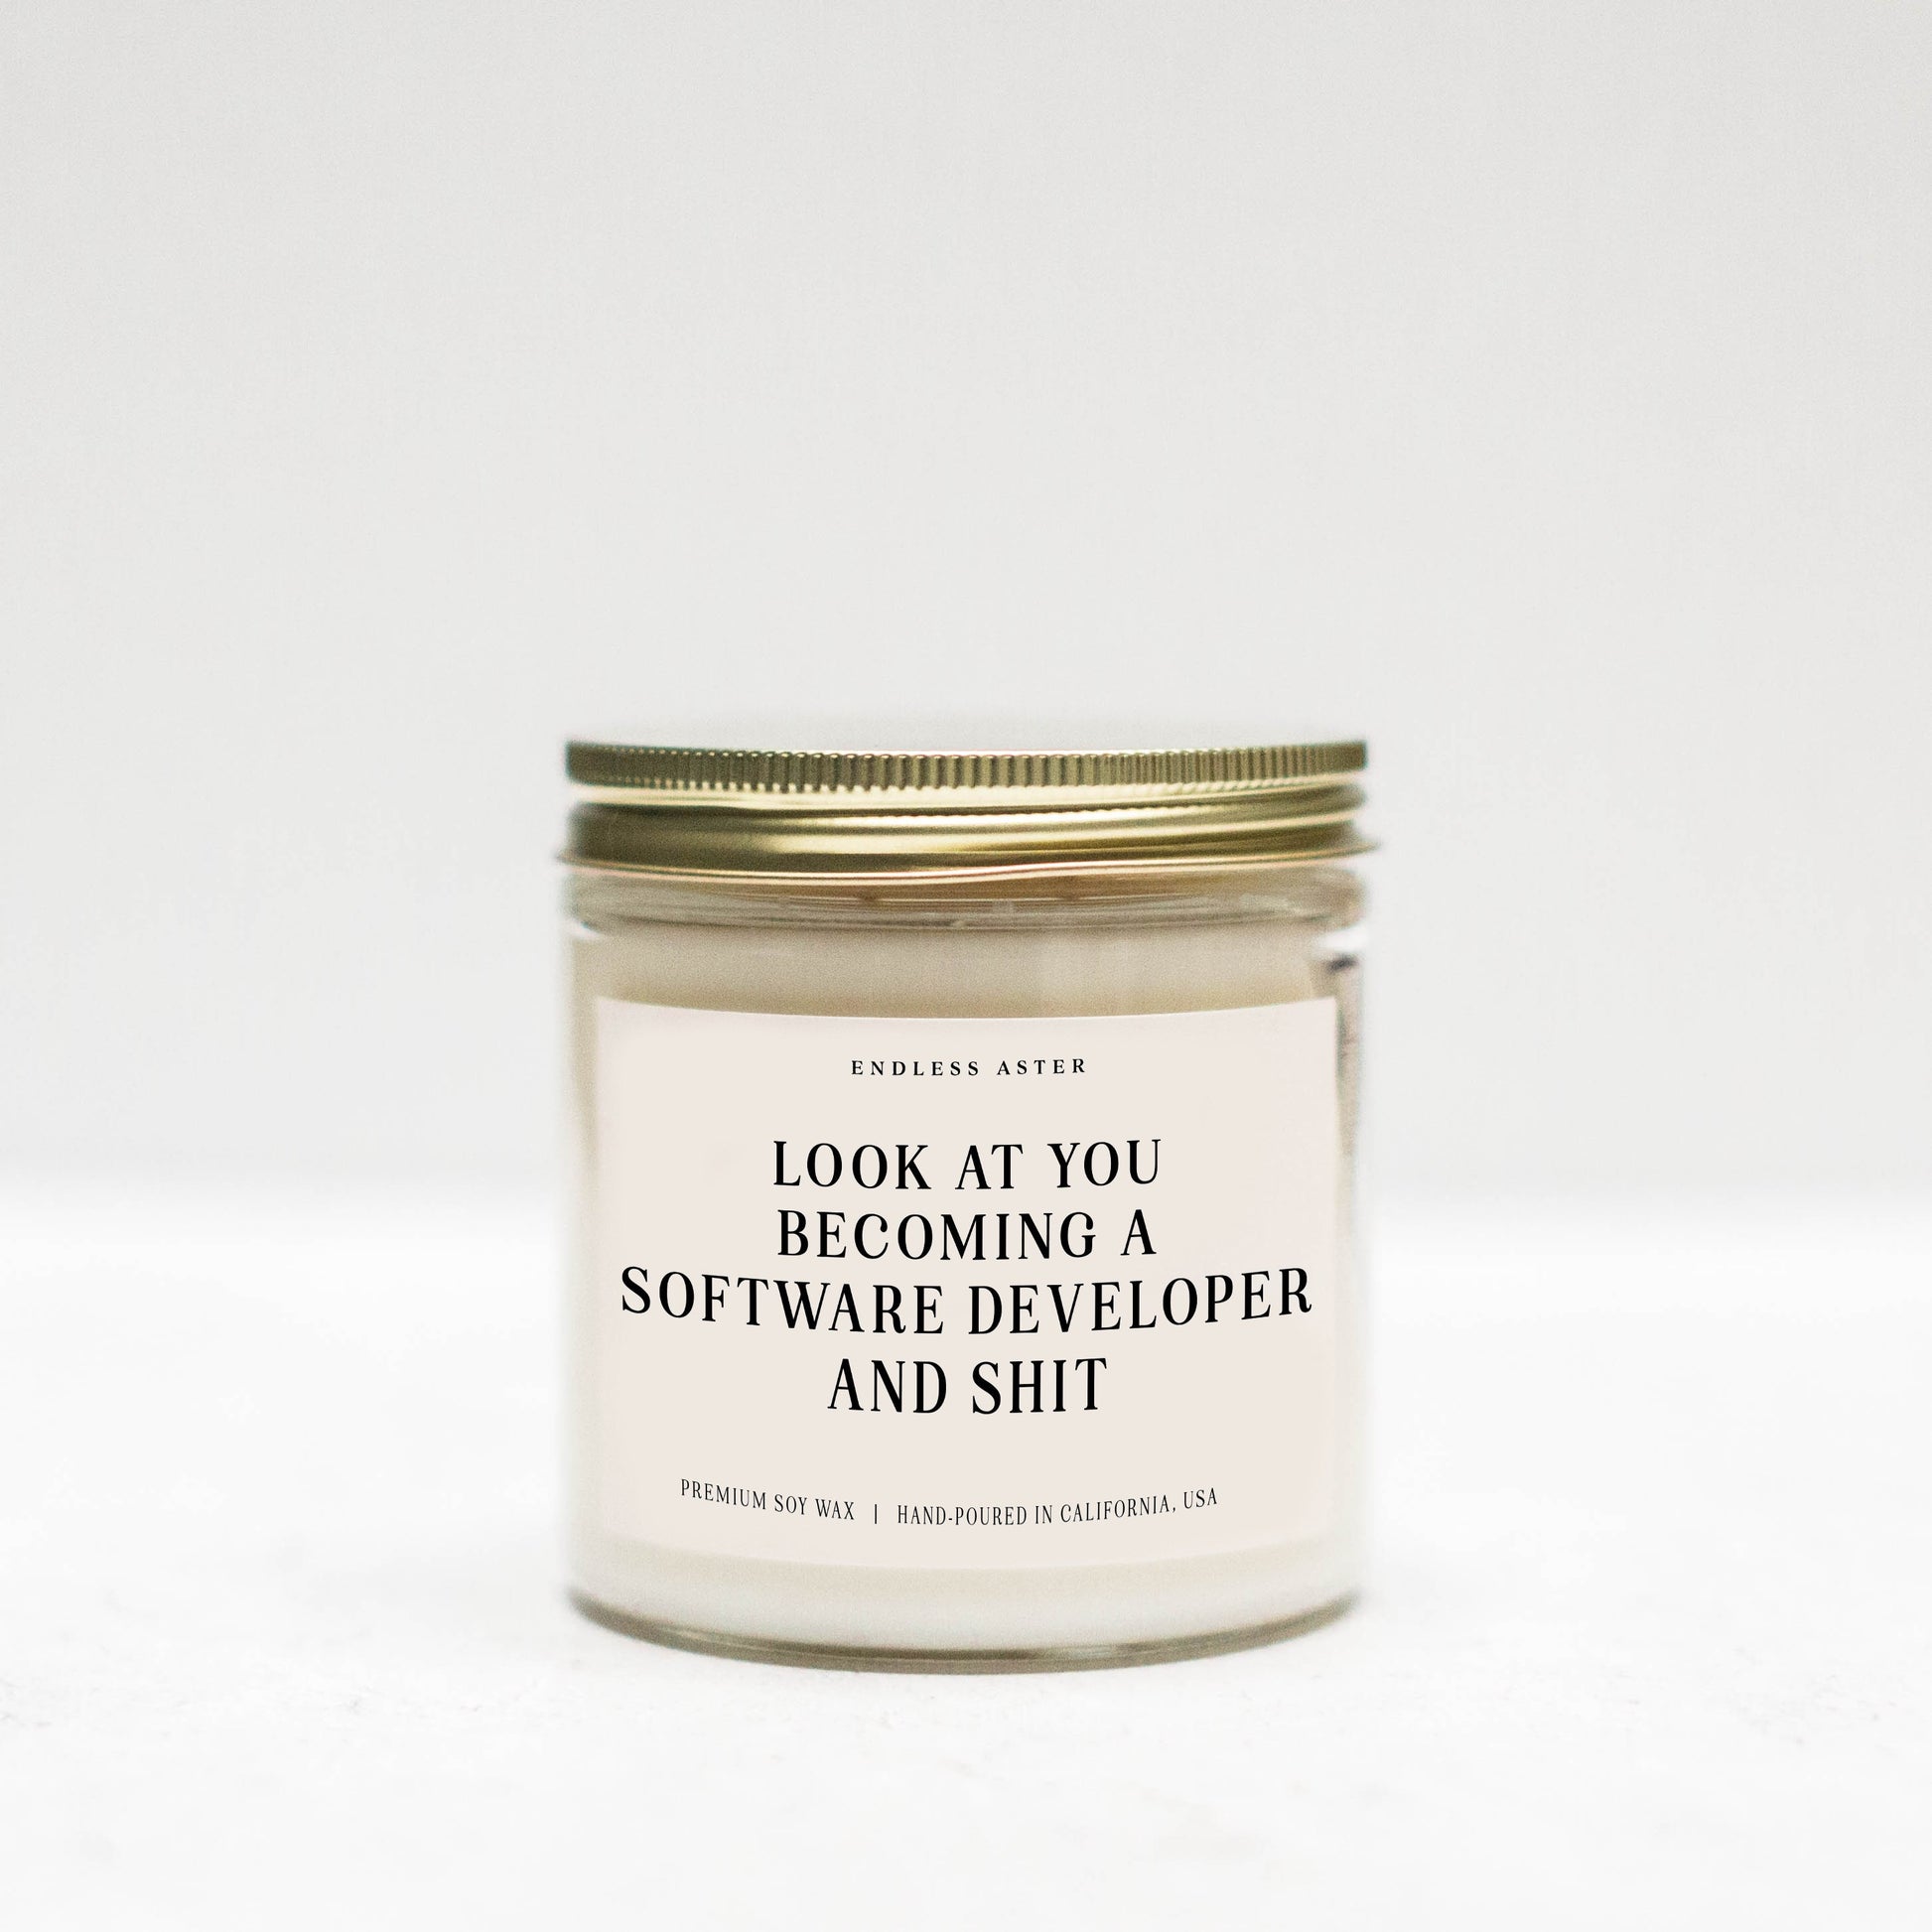 ENDLESS ASTER
LOOK AT YOU
BECOMING A
SOFTWARE DEVELOPER
AND SHIT
PREMIUM SOY WAX | HAND-POURED IN CALIFORNIA, USA